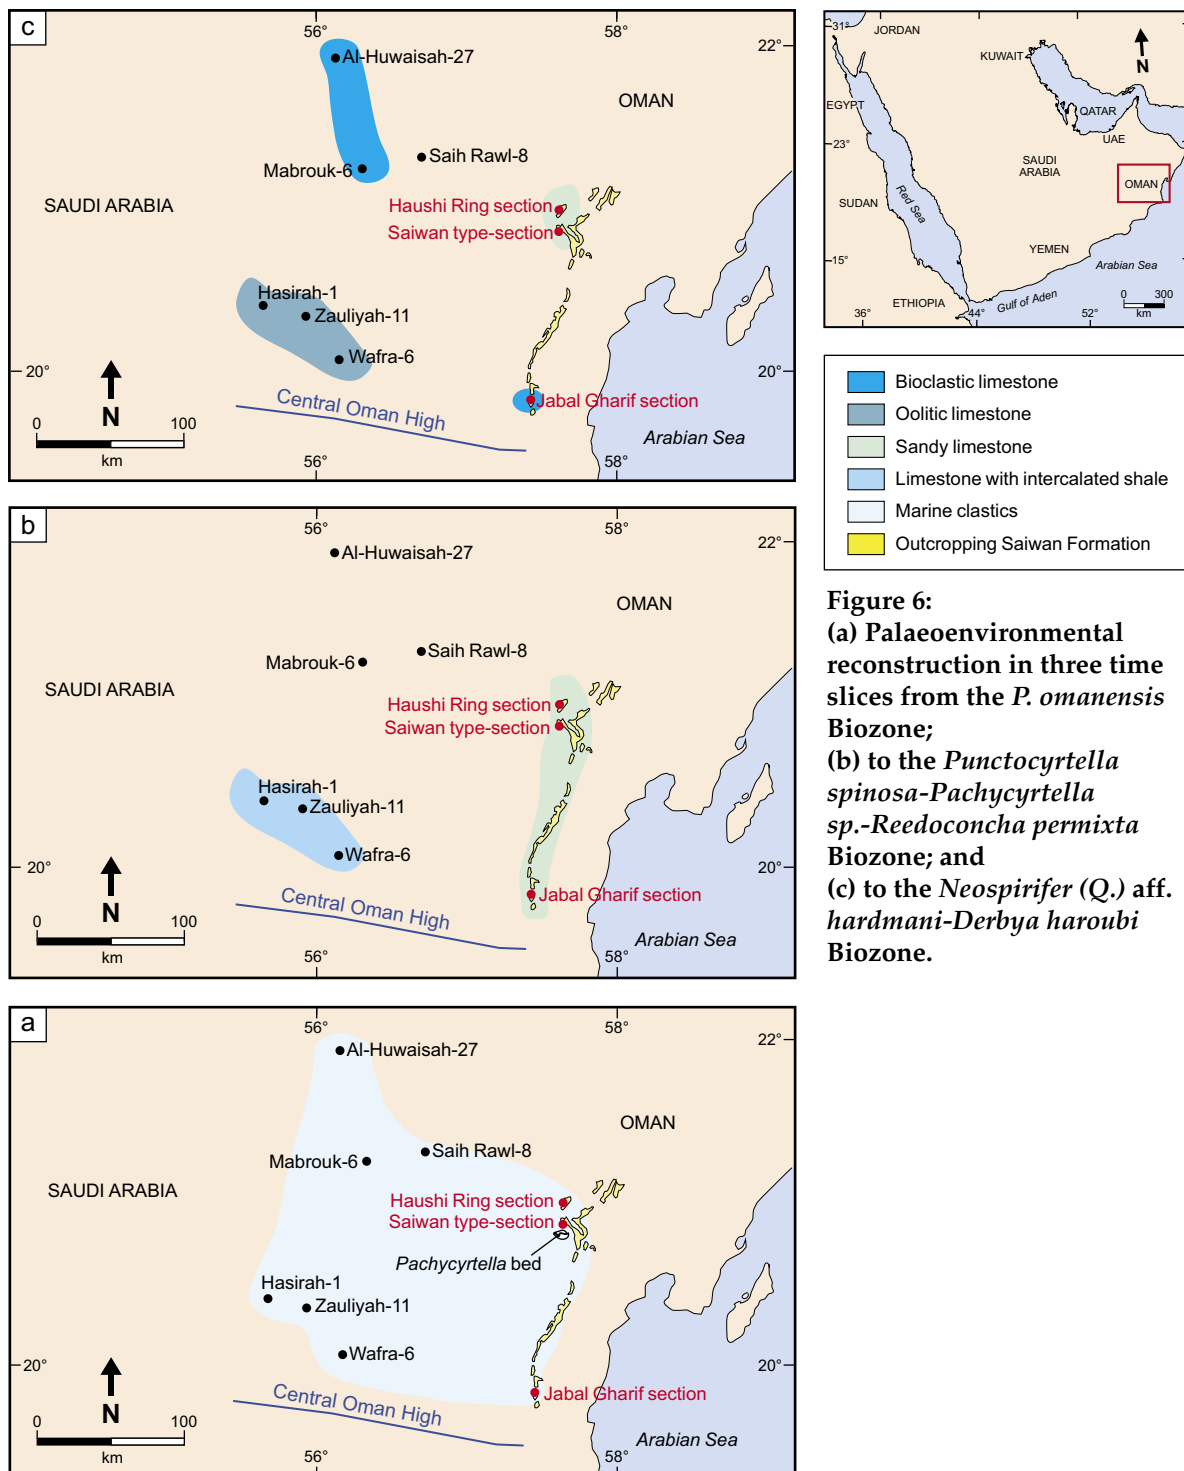 c
56°
58°
22°
Al-Huwaisah-27
OMAN
Saih Rawl-8
Mabrouk-6
SAUDI ARABIA
Haushi Ring section
Saiwan type-section
Hasirah-1
Zauliyah-11
Wafra-6
20°
20°
Central Oman High
Jabal Gharif section
N
0 100
km
Arabian Sea
56°
58°
b
56°
58°
22°
Al-Huwaisah-27
OMAN
Saih Rawl-8
Mabrouk-6
SAUDI ARABIA
Haushi Ring section
Saiwan type-section
Hasirah-1
Zauliyah-11
Wafra-6
20°
20°
Central Oman High
Jabal Gharif section
N
0 100
km
Arabian Sea
56°
58°
a
56°
58°
22°
Al-Huwaisah-27
OMAN
Saih Rawl-8
Mabrouk-6
SAUDI ARABIA
Haushi Ring section
Saiwan type-section
Pachycyrtella bed
Hasirah-1
Zauliyah-11
Wafra-6
20°
20°
Central Oman High
Jabal Gharif section
N
0 100
km
Arabian Sea
56°
58°
31°
JORDAN
KUWAIT
N
EGYPT
QATAR
UAE
23°
SAUDI
ARABIA
OMAN
Red Sea
SUDAN
YEMEN
15°
Arabian Sea
ETHIOPIA
Gulf of Aden
0 300
km
36°
44°
52°
Bioclastic limestone
Oolitic limestone
Sandy limestone
Limestone with intercalated shale
Marine clastics
Outcropping Saiwan Formation
Figure 6:
(a) Palaeoenvironmental
reconstruction in three time
slices from the P. omanensis
Biozone;
(b) to the Punctocyrtella
spinosa-Pachycyrtella
sp.-Reedoconcha permixta
Biozone; and
(c) to the Neospirifer (Q.) aff.
hardmani-Derbya haroubi
Biozone.